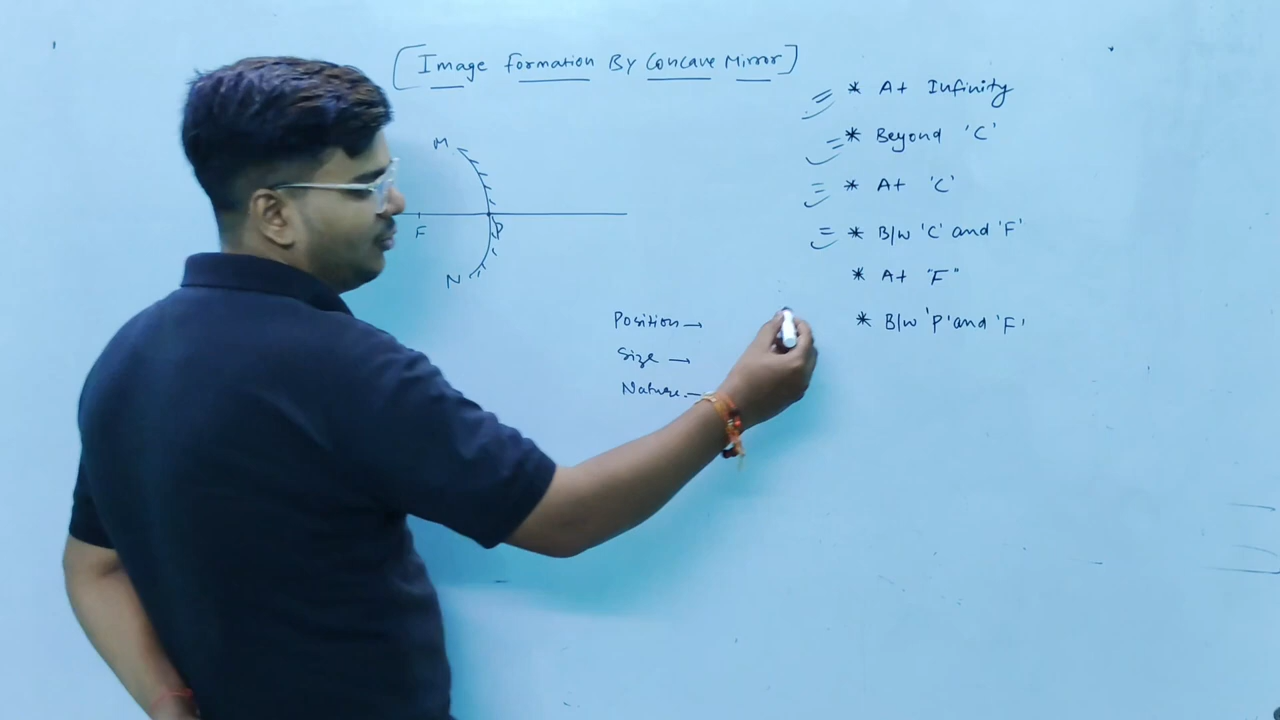 [Image formation By Concave Mirror]
M
F
P
N
* At Infinity
* Beyond 'C'
* At 'C'
* B/w 'C' and 'F'
* At "F"
* B/w 'P' and 'F'
Position →
Size →
Nature. –